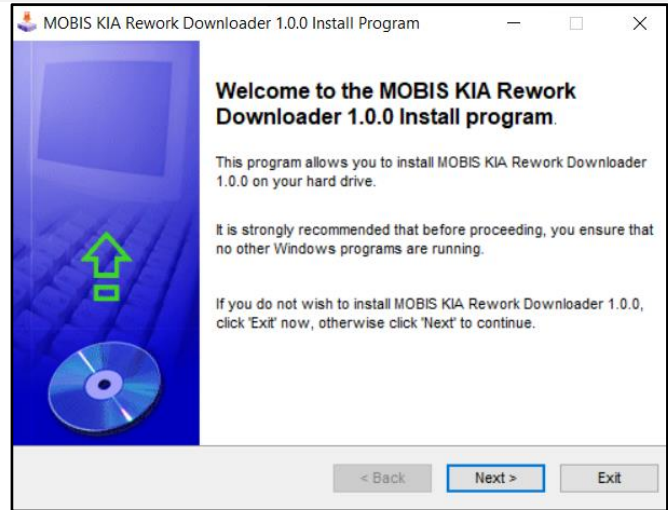 MOBIS KIA Rework Downloader 1.0.0 Install Program
Welcome to the MOBIS KIA Rework
Downloader 1.0.0 Install program.
This program allows you to install MOBIS KIA Rework Downloader
1.0.0 on your hard drive.
It is strongly recommended that before proceeding, you ensure that
no other Windows programs are running.
If you do not wish to install MOBIS KIA Rework Downloader 1.0.0,
click 'Exit' now, otherwise click 'Next' to continue.
< Back Next > Exit